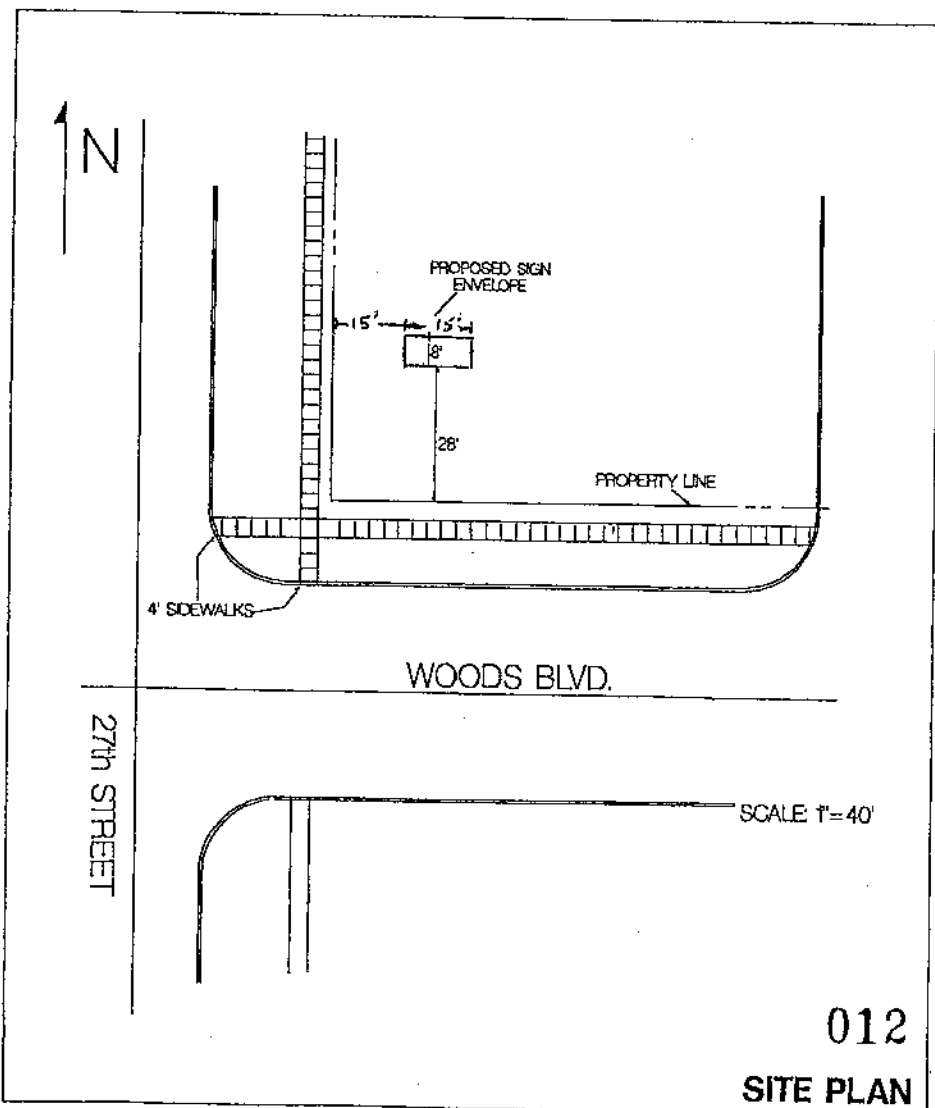 N
PROPOSED SIGN
ENVELOPE
15' 15'
8'
28'
PROPERTY LINE
4' SIDEWALKS
WOODS BLVD.
27th STREET
SCALE: 1"=40'
012
SITE PLAN